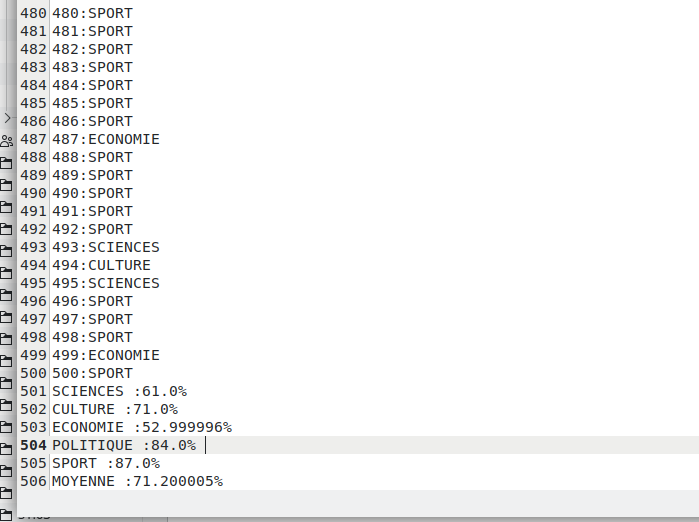 480 480:SPORT
481 481:SPORT
482 482:SPORT
483 483:SPORT
484 484:SPORT
485 485:SPORT
486 486:SPORT
487 487:ECONOMIE
488 488:SPORT
489 489:SPORT
490 490:SPORT
491 491:SPORT
492 492:SPORT
493 493:SCIENCES
494 494:CULTURE
495 495:SCIENCES
496 496:SPORT
497 497:SPORT
498 498:SPORT
499 499:ECONOMIE
500 500:SPORT
501 SCIENCES :61.0%
502 CULTURE :71.0%
503 ECONOMIE :52.999996%
504 POLITIQUE :84.0%
505 SPORT :87.0%
506 MOYENNE :71.200005%